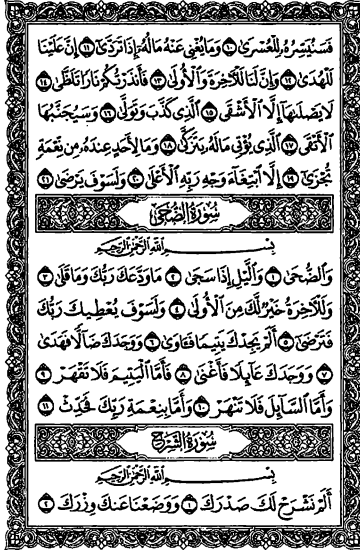 فَسَنُيَسِّرُهُۥ لِلْعُسْرَىٰ ١٠ وَمَا يُغْنِى عَنْهُ مَالُهُۥٓ إِذَا تَرَدَّىٰٓ ١١ إِنَّ عَلَيْنَا
لَلْهُدَىٰ ١٢ وَإِنَّ لَنَا لَلْـَٔاخِرَةَ وَٱلْأُولَىٰ ١٣ فَأَنذَرْتُكُمْ نَارًا تَلَظَّىٰ ١٤
لَا يَصْلَىٰهَآ إِلَّا ٱلْأَشْقَى ١٥ ٱلَّذِى كَذَّبَ وَتَوَلَّىٰ ١٦ وَسَيُجَنَّبُهَا
ٱلْأَتْقَى ١٧ ٱلَّذِى يُؤْتِى مَالَهُۥ يَتَزَكَّىٰ ١٨ وَمَا لِأَحَدٍ عِندَهُۥ مِن نِّعْمَةٍ
تُجْزَىٰٓ ١٩ إِلَّا ٱبْتِغَآءَ وَجْهِ رَبِّهِ ٱلْأَعْلَىٰ ٢٠ وَلَسَوْفَ يَرْضَىٰ ٢١
سُورَةُ الضُّحَى
بِسْمِ ٱللَّهِ ٱلرَّحْمَـٰنِ ٱلرَّحِيمِ
وَٱلضُّحَىٰ ١ وَٱلَّيْلِ إِذَا سَجَىٰ ٢ مَا وَدَّعَكَ رَبُّكَ وَمَا قَلَىٰ ٣
وَلَلْـَٔاخِرَةُ خَيْرٌ لَّكَ مِنَ ٱلْأُولَىٰ ٤ وَلَسَوْفَ يُعْطِيكَ رَبُّكَ
فَتَرْضَىٰٓ ٥ أَلَمْ يَجِدْكَ يَتِيمًا فَـَٔاوَىٰ ٦ وَوَجَدَكَ ضَآلًّا فَهَدَىٰ
٧ وَوَجَدَكَ عَآئِلًا فَأَغْنَىٰ ٨ فَأَمَّا ٱلْيَتِيمَ فَلَا تَقْهَرْ ٩
وَأَمَّا ٱلسَّآئِلَ فَلَا تَنْهَرْ ١٠ وَأَمَّا بِنِعْمَةِ رَبِّكَ فَحَدِّثْ ١١
سُورَةُ الشَّرْحِ
بِسْمِ ٱللَّهِ ٱلرَّحْمَـٰنِ ٱلرَّحِيمِ
أَلَمْ نَشْرَحْ لَكَ صَدْرَكَ ١ وَوَضَعْنَا عَنكَ وِزْرَكَ ٢